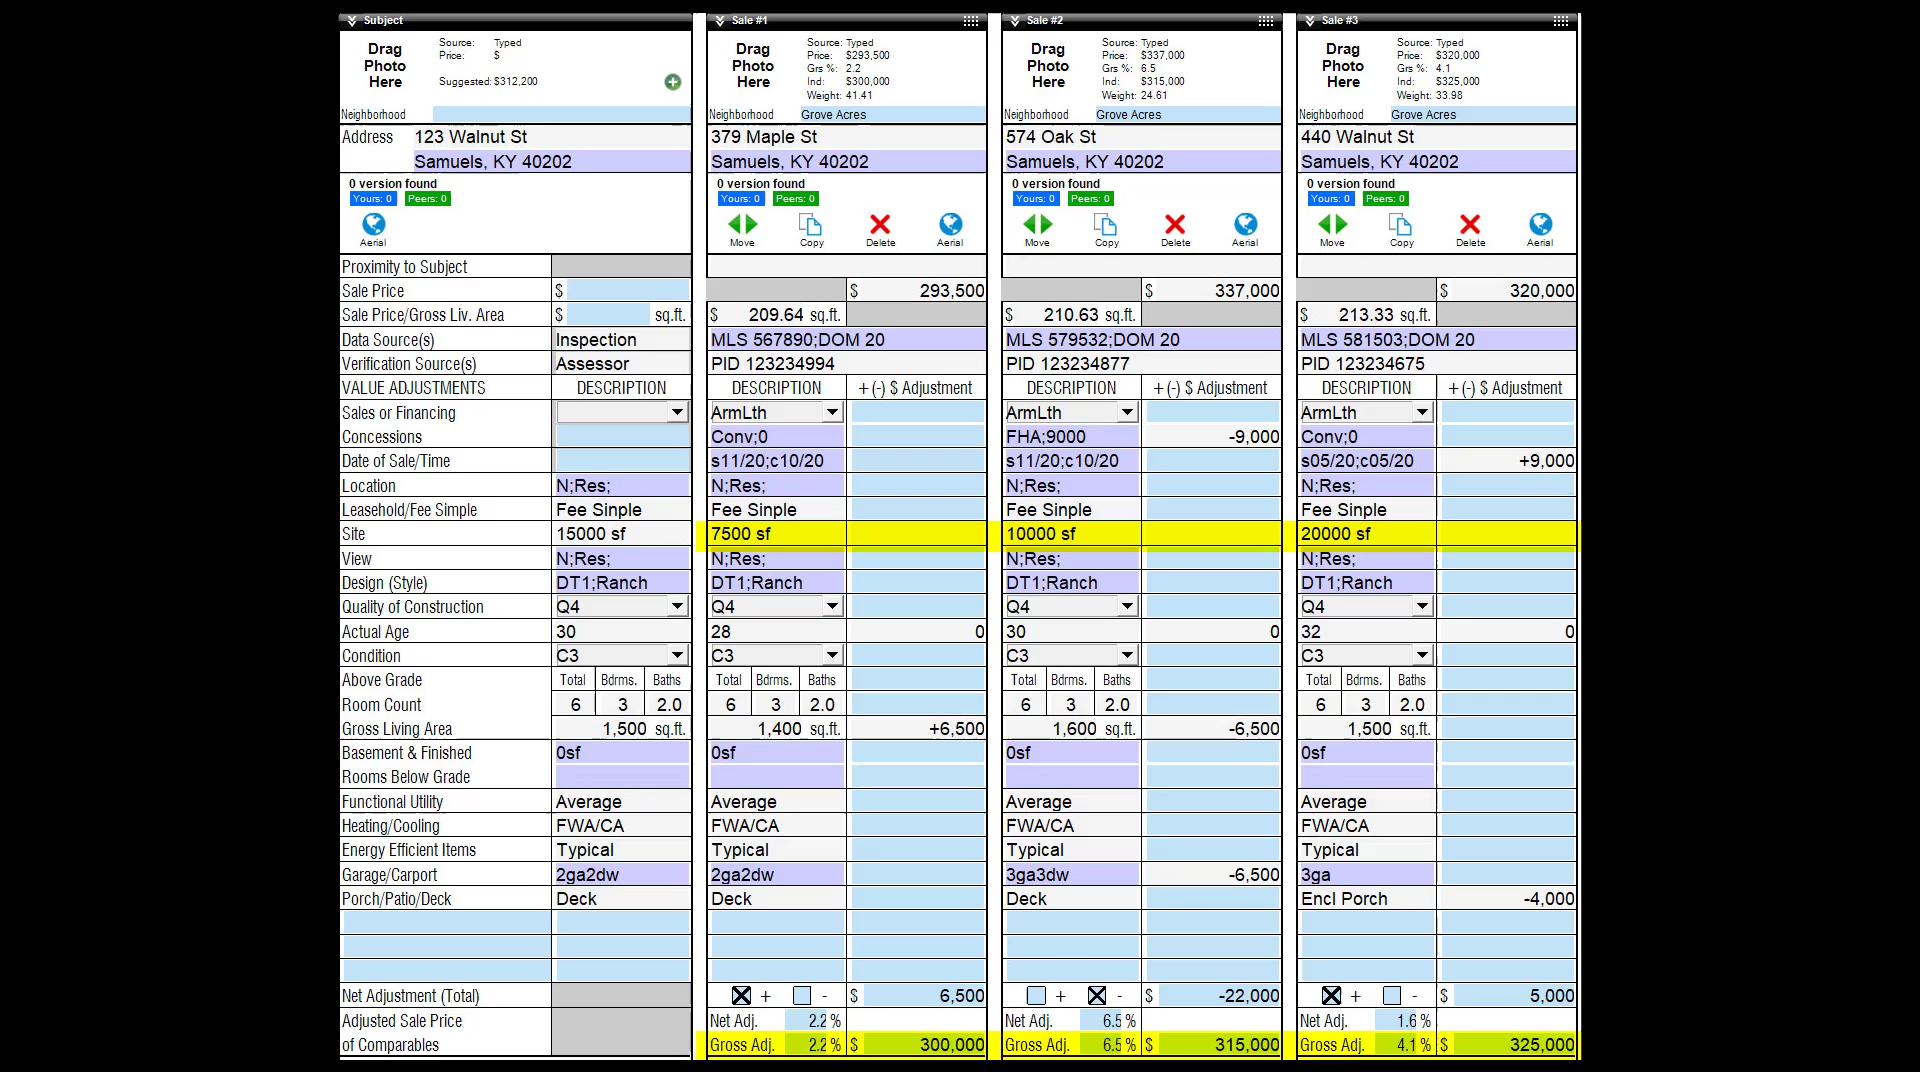 Subject Sale #1 Sale #2 Sale #3
Drag Photo Here Source: Typed
Price: $
Suggested: $312,200
Drag Photo Here Source: Typed
Price: $293,500
Grs %: 2.2
Ind: $300,000
Weight: 41.41
Drag Photo Here Source: Typed
Price: $337,000
Grs %: 6.5
Ind: $315,000
Weight: 24.61
Drag Photo Here Source: Typed
Price: $320,000
Grs %: 4.1
Ind: $325,000
Weight: 33.98
Neighborhood Neighborhood Grove Acres Neighborhood Grove Acres Neighborhood Grove Acres
Address 123 Walnut St 379 Maple St 574 Oak St 440 Walnut St
Samuels, KY 40202 Samuels, KY 40202 Samuels, KY 40202 Samuels, KY 40202
0 version found 0 version found 0 version found 0 version found
Yours: 0 Peers: 0 Yours: 0 Peers: 0 Yours: 0 Peers: 0 Yours: 0 Peers: 0
Aerial Move Copy Delete Aerial Move Copy Delete Aerial Move Copy Delete Aerial
Proximity to Subject
Sale Price $ $ 293,500 $ 337,000 $ 320,000
Sale Price/Gross Liv. Area $ sq.ft. $ 209.64 sq.ft. $ 210.63 sq.ft. $ 213.33 sq.ft.
Data Source(s) Inspection MLS 567890;DOM 20 MLS 579532;DOM 20 MLS 581503;DOM 20
Verification Source(s) Assessor PID 123234994 PID 123234877 PID 123234675
VALUE ADJUSTMENTS DESCRIPTION DESCRIPTION + (-) $ Adjustment DESCRIPTION + (-) $ Adjustment DESCRIPTION + (-) $ Adjustment
Sales or Financing ArmLth ArmLth ArmLth
Concessions Conv;0 FHA;9000 -9,000 Conv;0
Date of Sale/Time s11/20;c10/20 s11/20;c10/20 s05/20;c05/20 +9,000
Location N;Res; N;Res; N;Res; N;Res;
Leasehold/Fee Simple Fee Sinple Fee Sinple Fee Sinple Fee Sinple
Site 15000 sf 7500 sf 10000 sf 20000 sf
View N;Res; N;Res; N;Res; N;Res;
Design (Style) DT1;Ranch DT1;Ranch DT1;Ranch DT1;Ranch
Quality of Construction Q4 Q4 Q4 Q4
Actual Age 30 28 0 30 0 32 0
Condition C3 C3 C3 C3
Above Grade Total Bdrms. Baths Total Bdrms. Baths Total Bdrms. Baths Total Bdrms. Baths
Room Count 6 3 2.0 6 3 2.0 6 3 2.0 6 3 2.0
Gross Living Area 1,500 sq.ft. 1,400 sq.ft. +6,500 1,600 sq.ft. -6,500 1,500 sq.ft.
Basement & Finished 0sf 0sf 0sf 0sf
Rooms Below Grade
Functional Utility Average Average Average Average
Heating/Cooling FWA/CA FWA/CA FWA/CA FWA/CA
Energy Efficient Items Typical Typical Typical Typical
Garage/Carport 2ga2dw 2ga2dw 3ga3dw -6,500 3ga
Porch/Patio/Deck Deck Deck Deck Encl Porch -4,000
Net Adjustment (Total) + - $ 6,500 + - $ -22,000 + - $ 5,000
Adjusted Sale Price Net Adj. 2.2 % Net Adj. 6.5 % Net Adj. 1.6 %
of Comparables Gross Adj. 2.2 % $ 300,000 Gross Adj. 6.5 % $ 315,000 Gross Adj. 4.1 % $ 325,000